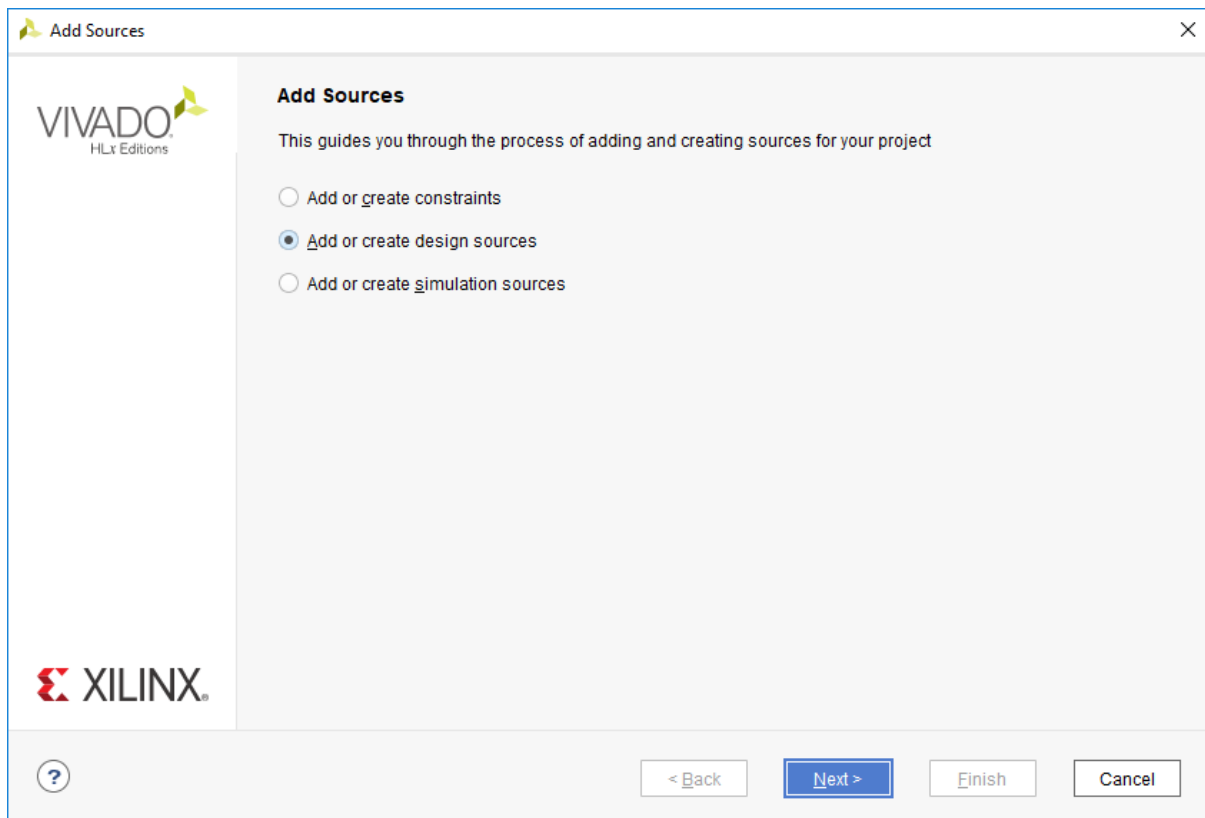 Add Sources
VIVADO.
HLx Editions
Add Sources
This guides you through the process of adding and creating sources for your project
Add or create constraints
Add or create design sources
Add or create simulation sources
XILINX.
?
< Back
Next >
Finish
Cancel